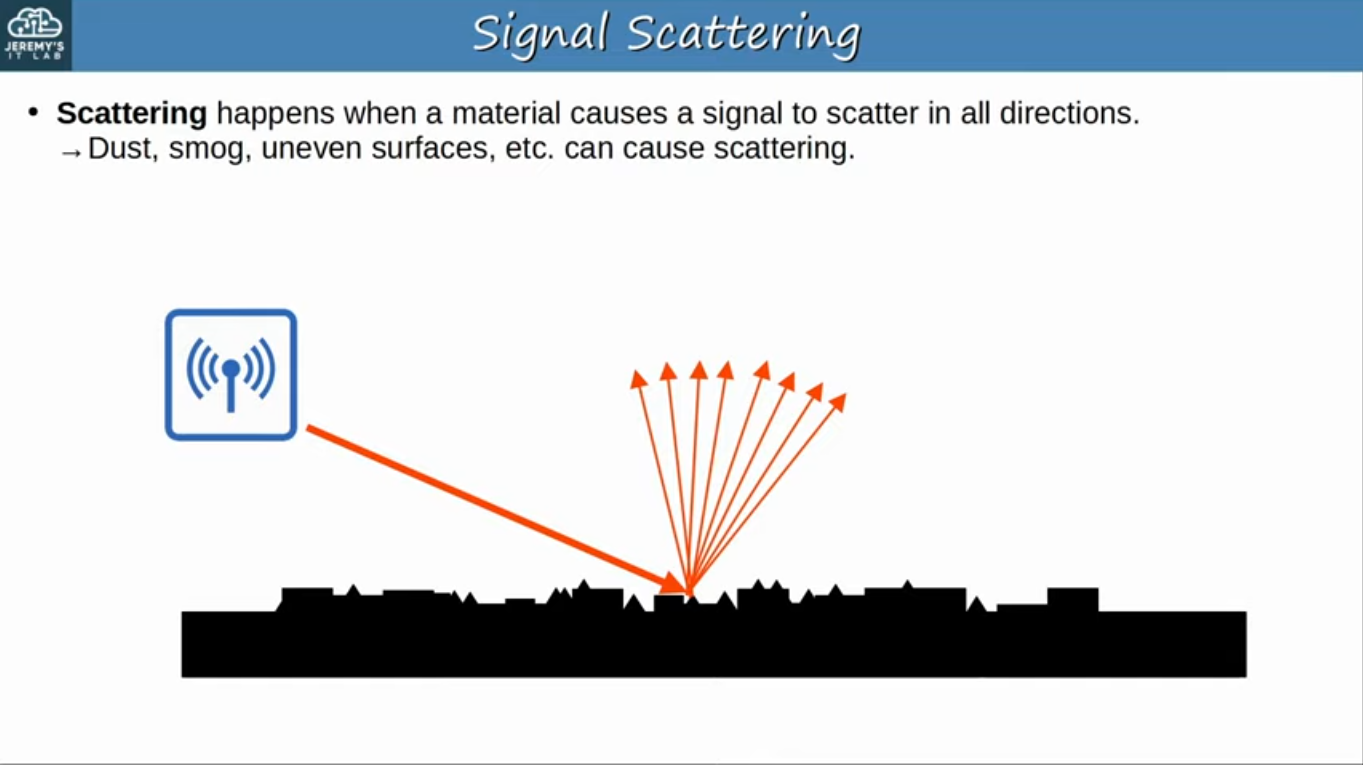 JEREMY'S
IT LAB
Signal Scattering
• Scattering happens when a material causes a signal to scatter in all directions.
→Dust, smog, uneven surfaces, etc. can cause scattering.